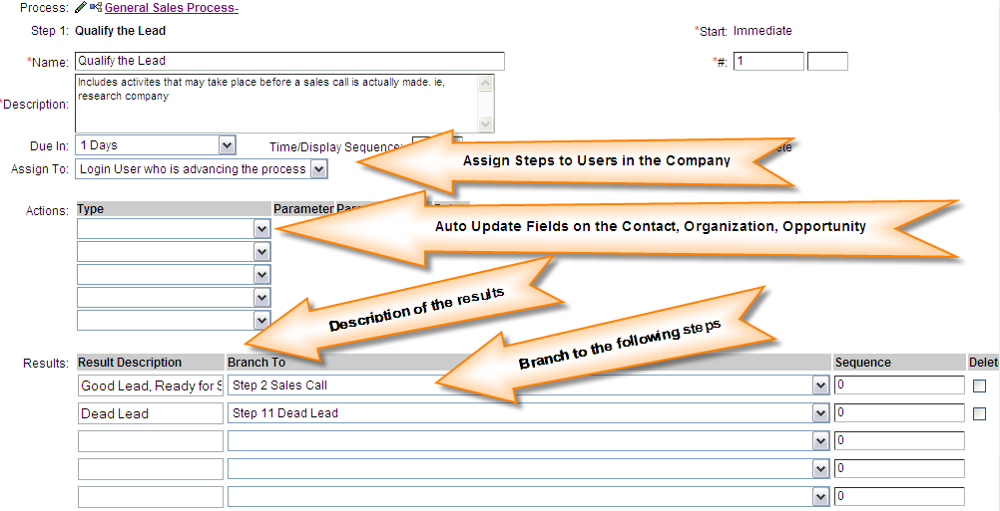 Process: General Sales Process-
Step 1: Qualify the Lead *Start: Immediate
*Name: Qualify the Lead *#: 1
*Description: Includes activites that may take place before a sales call is actually made. ie,
research company
Due In: 1 Days Time/Display Sequence:
Assign To: Login User who is advancing the process
Assign Steps to Users in the Company
Actions: Type Parameter
Auto Update Fields on the Contact, Organization, Opportunity
Description of the results
Branch to the following steps
Results: Result Description Branch To Sequence Delet
Good Lead, Ready for S Step 2 Sales Call 0
Dead Lead Step 11 Dead Lead 0
0
0
0